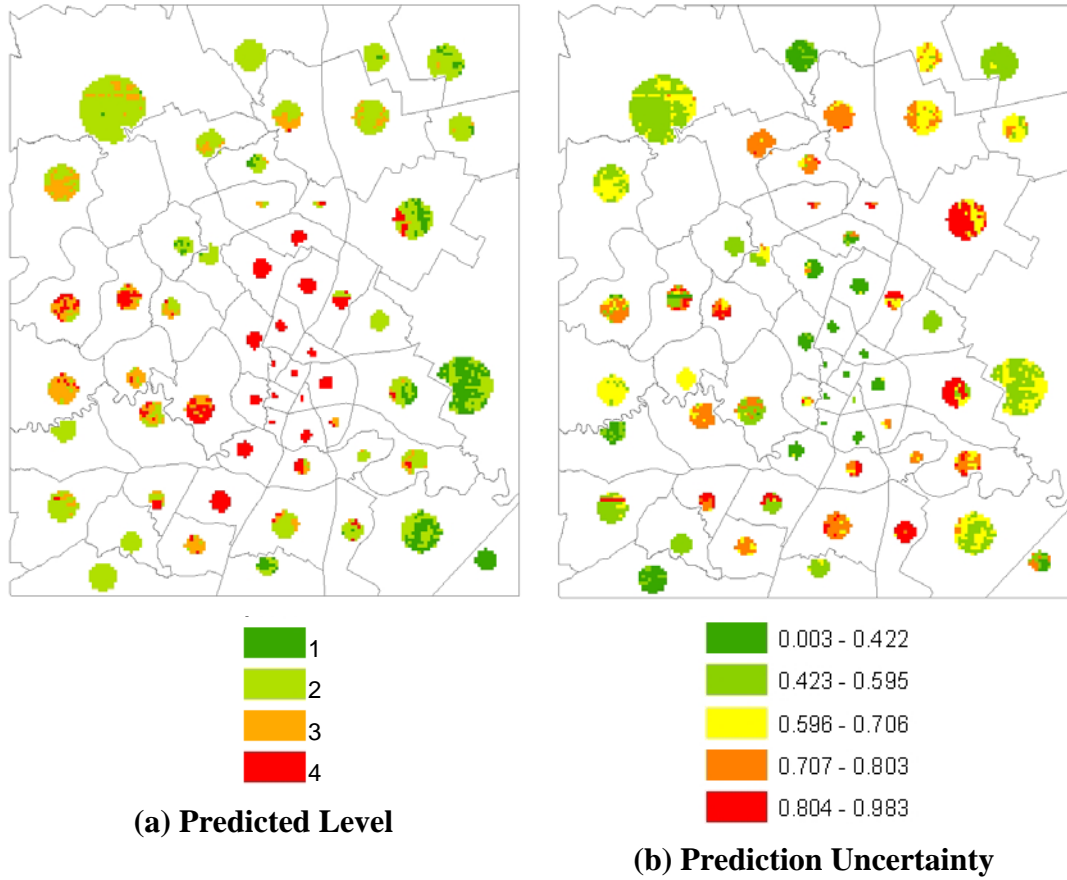 1
2
3
4
(a) Predicted Level
0.003 - 0.422
0.423 - 0.595
0.596 - 0.706
0.707 - 0.803
0.804 - 0.983
(b) Prediction Uncertainty